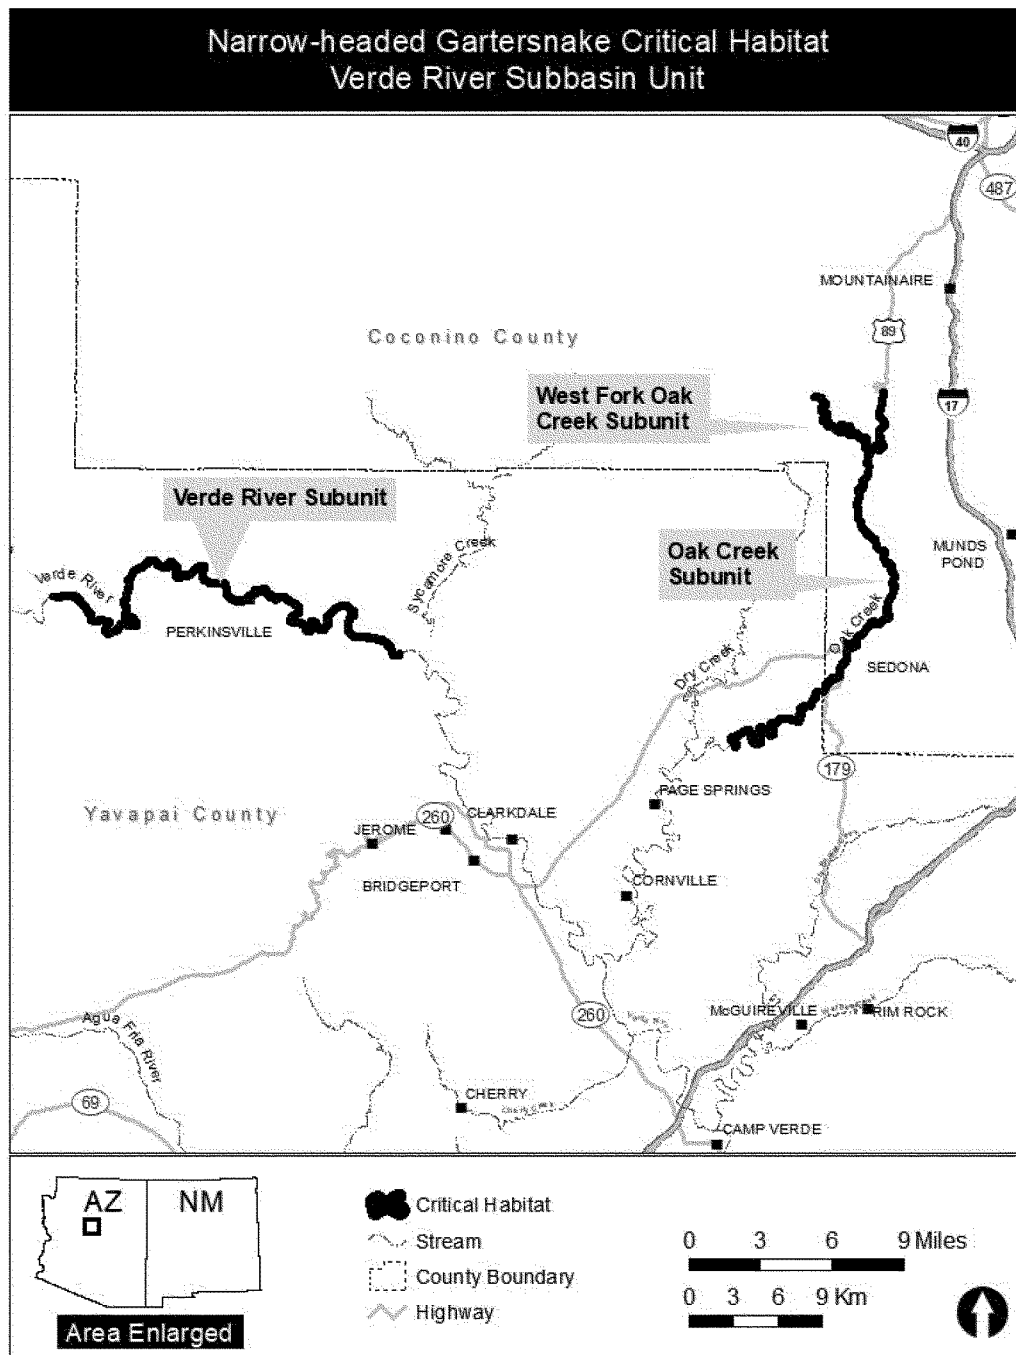 Narrow-headed Gartersnake Critical Habitat
Verde River Subbasin Unit
40
487
MOUNTAINAIRE
89
Coconino County
West Fork Oak
Creek Subunit
17
Verde River Subunit
Oak Creek
Subunit
MUNDS
POND
Sycamore Creek
Verde River
PERKINSVILLE
Oak Creek
SEDONA
Dry Creek
179
PAGE SPRINGS
Yavapai County
260
CLARKDALE
JEROME
BRIDGEPORT
CORNVILLE
260
McGUIREVILLE
RIM ROCK
Agua Fria River
69
CHERRY
CAMP VERDE
AZ
NM
Area Enlarged
Critical Habitat
Stream
County Boundary
Highway
0 3 6 9 Miles
0 3 6 9 Km